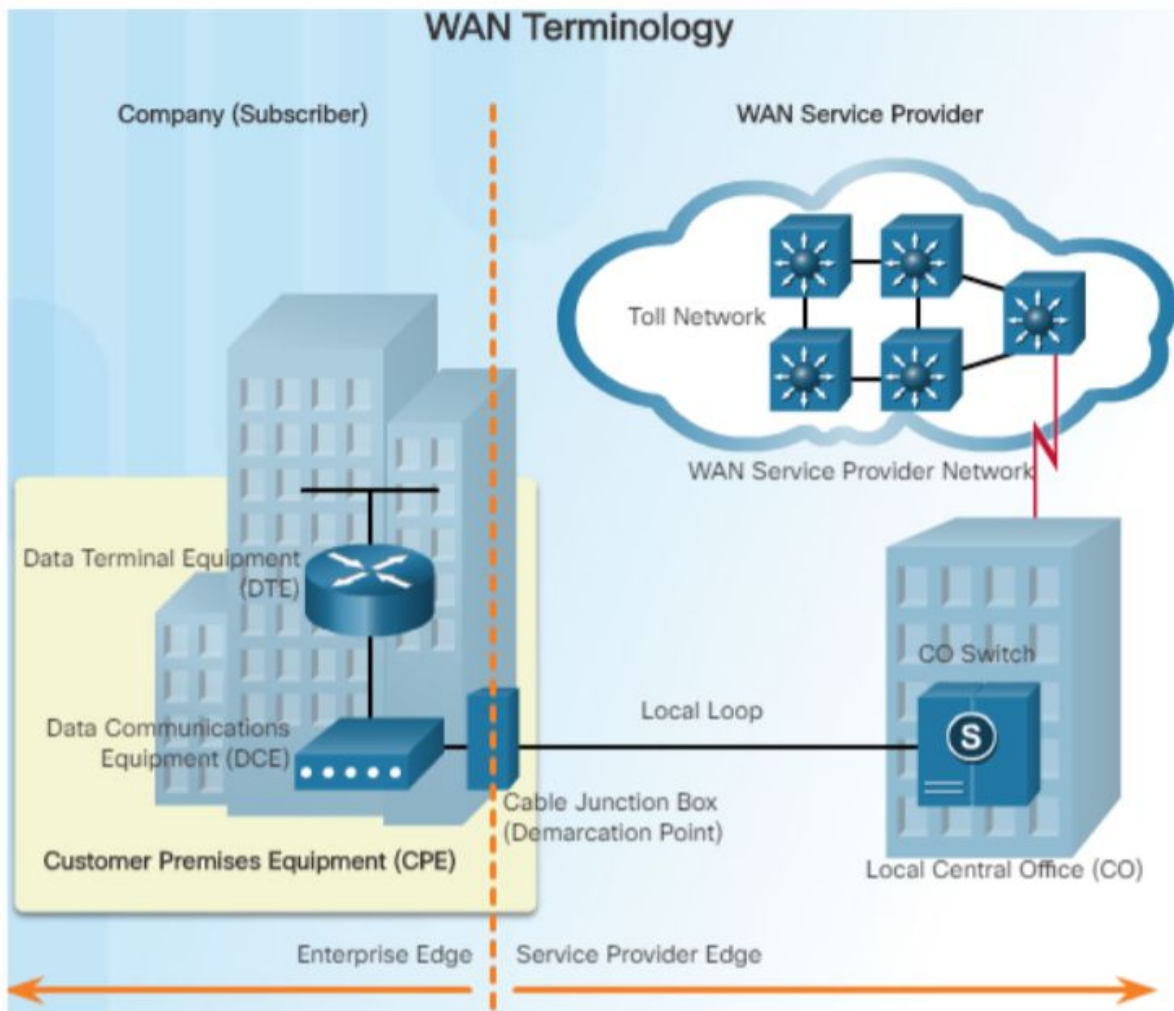 WAN Terminology
Company (Subscriber)
WAN Service Provider
Toll Network
WAN Service Provider Network
Data Terminal Equipment
(DTE)
CO Switch
Data Communications
Equipment (DCE)
Local Loop
S
Cable Junction Box
(Demarcation Point)
Customer Premises Equipment (CPE)
Local Central Office (CO)
Enterprise Edge
Service Provider Edge